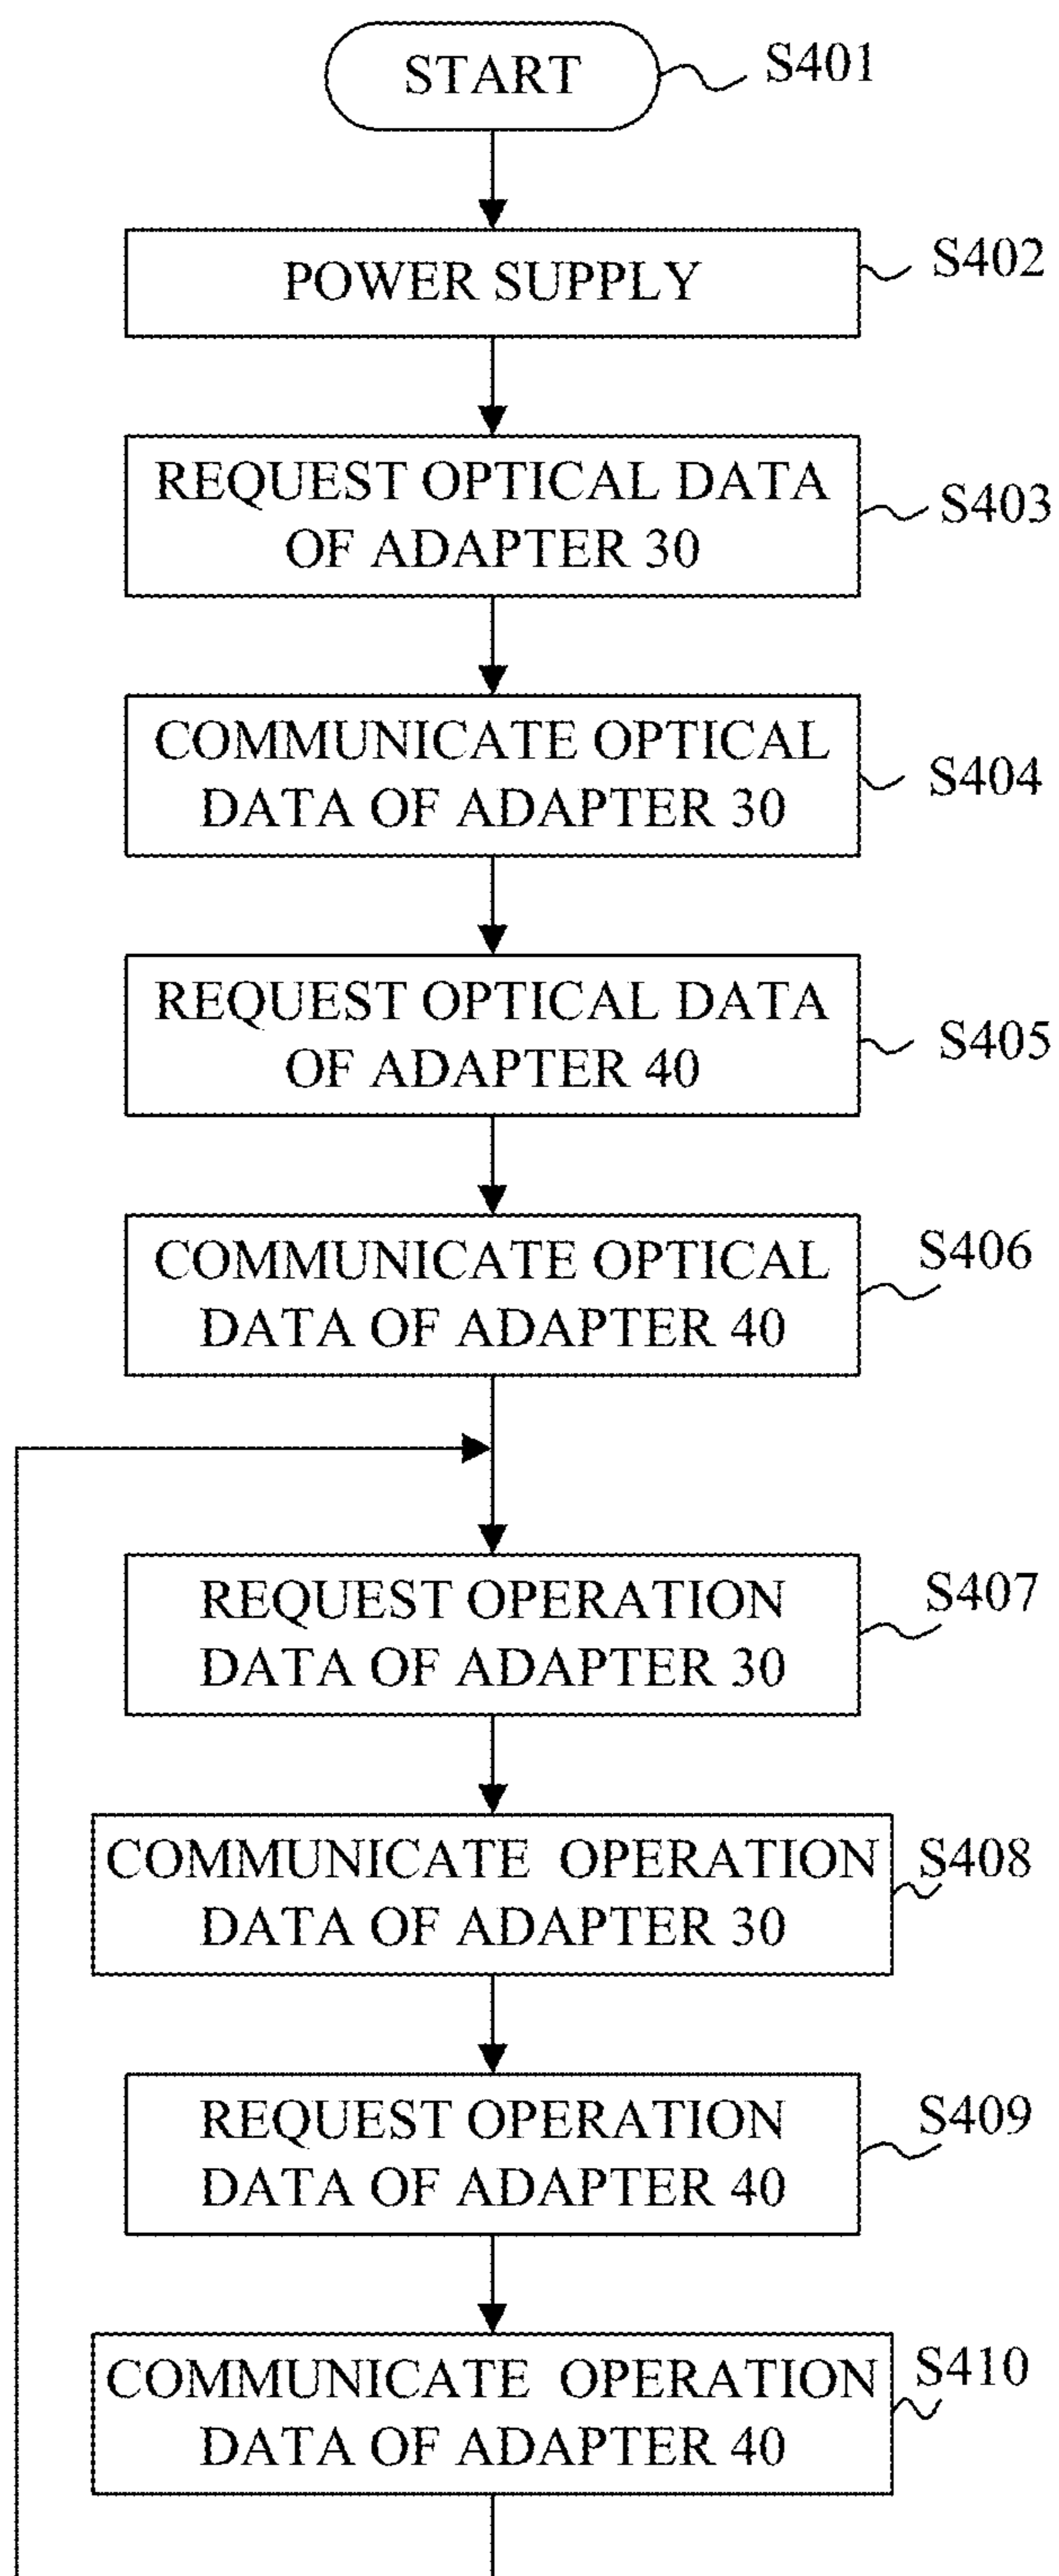 START
S401
POWER SUPPLY
S402
REQUEST OPTICAL DATA
OF ADAPTER 30
S403
COMMUNICATE OPTICAL
DATA OF ADAPTER 30
S404
REQUEST OPTICAL DATA
OF ADAPTER 40
S405
COMMUNICATE OPTICAL
DATA OF ADAPTER 40
S406
REQUEST OPERATION
DATA OF ADAPTER 30
S407
COMMUNICATE OPERATION
DATA OF ADAPTER 30
S408
REQUEST OPERATION
DATA OF ADAPTER 40
S409
COMMUNICATE OPERATION
DATA OF ADAPTER 40
S410